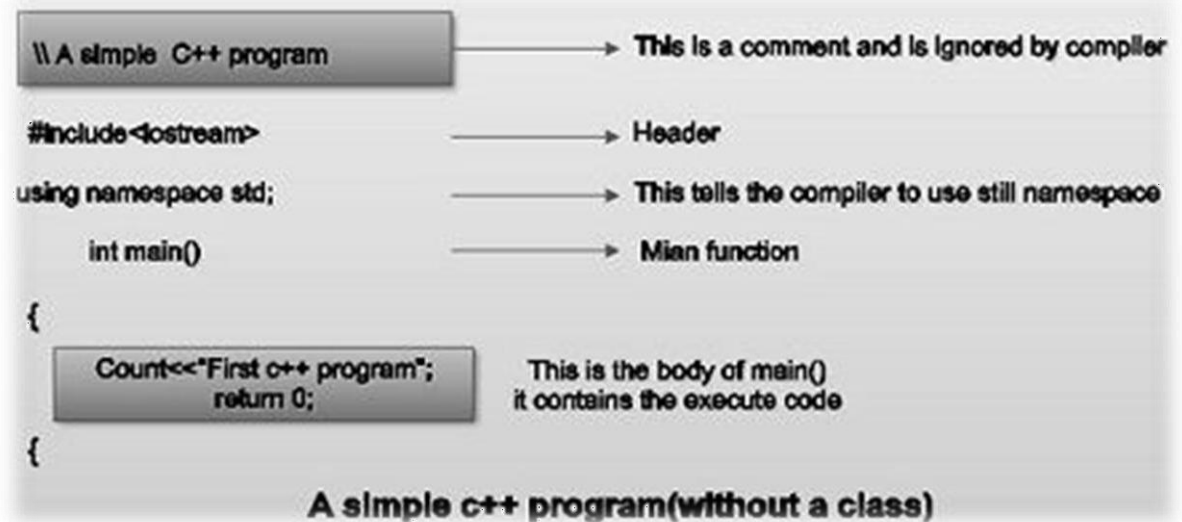 \\ A simple C++ program
This is a comment and is ignored by compiler
#include<iostream>
Header
using namespace std;
This tells the compiler to use still namespace
int main()
Mian function
{
Count<<"First c++ program";
return 0;
This is the body of main()
it contains the execute code
{
A simple c++ program(without a class)